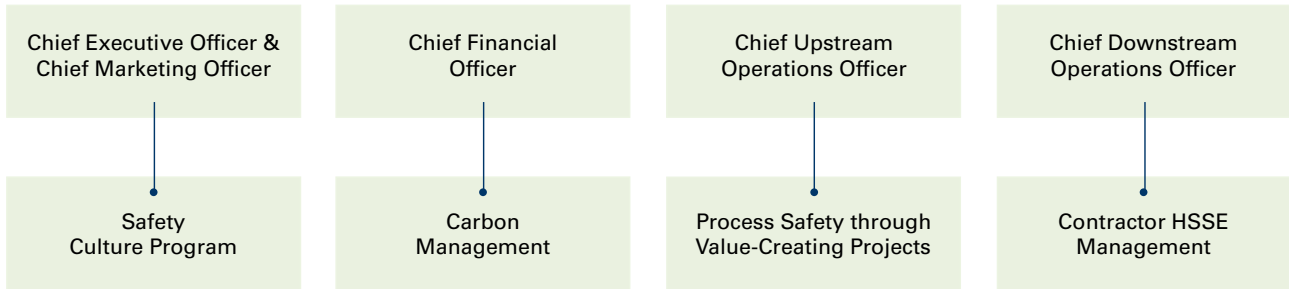 Chief Executive Officer &
Chief Marketing Officer
Chief Financial
Officer
Chief Upstream
Operations Officer
Chief Downstream
Operations Officer
Safety
Culture Program
Carbon
Management
Process Safety through
Value-Creating Projects
Contractor HSSE
Management